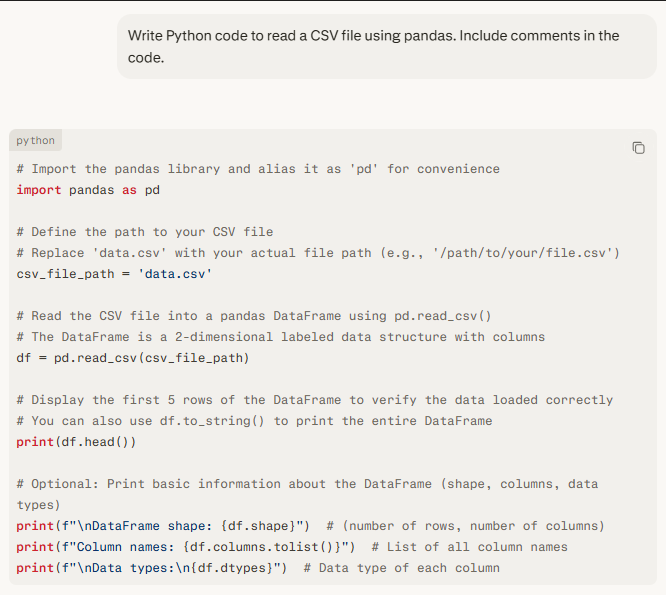 Write Python code to read a CSV file using pandas. Include comments in the
code.
python
# Import the pandas library and alias it as 'pd' for convenience
import pandas as pd
# Define the path to your CSV file
# Replace 'data.csv' with your actual file path (e.g., '/path/to/your/file.csv')
csv_file_path = 'data.csv'
# Read the CSV file into a pandas DataFrame using pd.read_csv()
# The DataFrame is a 2-dimensional labeled data structure with columns
df = pd.read_csv(csv_file_path)
# Display the first 5 rows of the DataFrame to verify the data loaded correctly
# You can also use df.to_string() to print the entire DataFrame
print(df.head())
# Optional: Print basic information about the DataFrame (shape, columns, data
types)
print(f"\nDataFrame shape: {df.shape}")  # (number of rows, number of columns)
print(f"Column names: {df.columns.tolist()}")  # List of all column names
print(f"\nData types:\n{df.dtypes}")  # Data type of each column